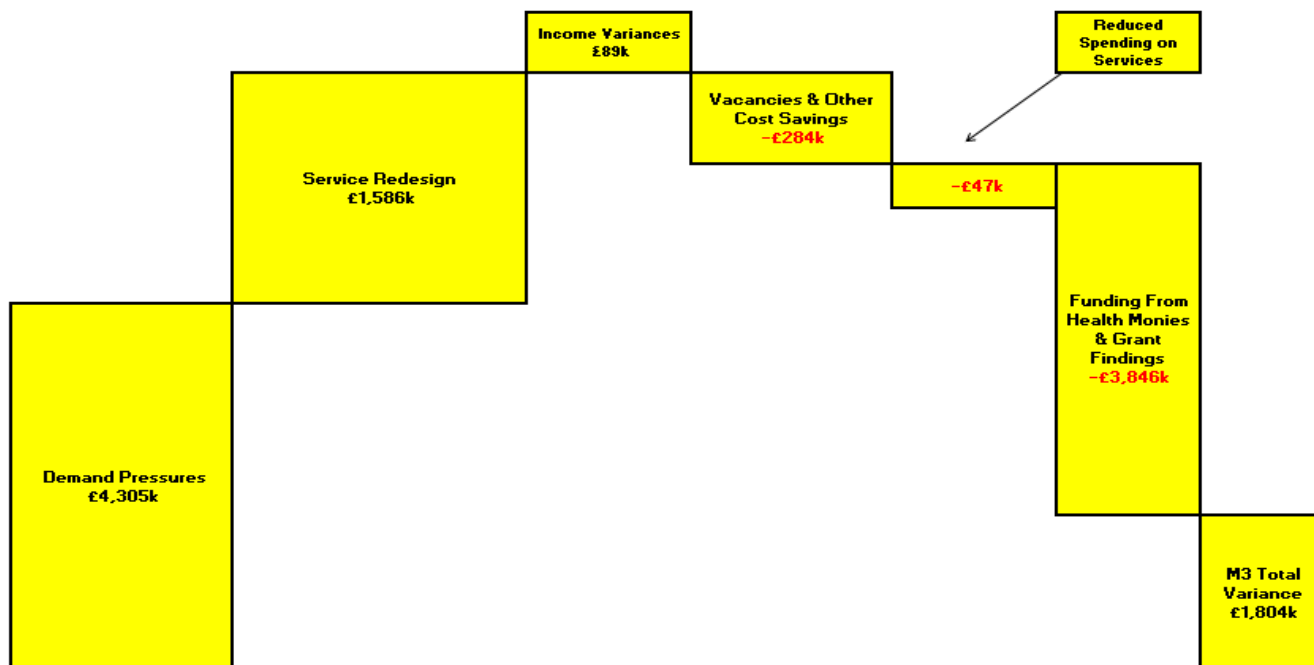 Income Variances
£89k
Reduced
Spending on
Services
Vacancies & Other
Cost Savings
-£284k
Service Redesign
£1,586k
-£47k
Funding From
Health Monies
& Grant
Findings
-£3,846k
Demand Pressures
£4,305k
M3 Total
Variance
£1,804k